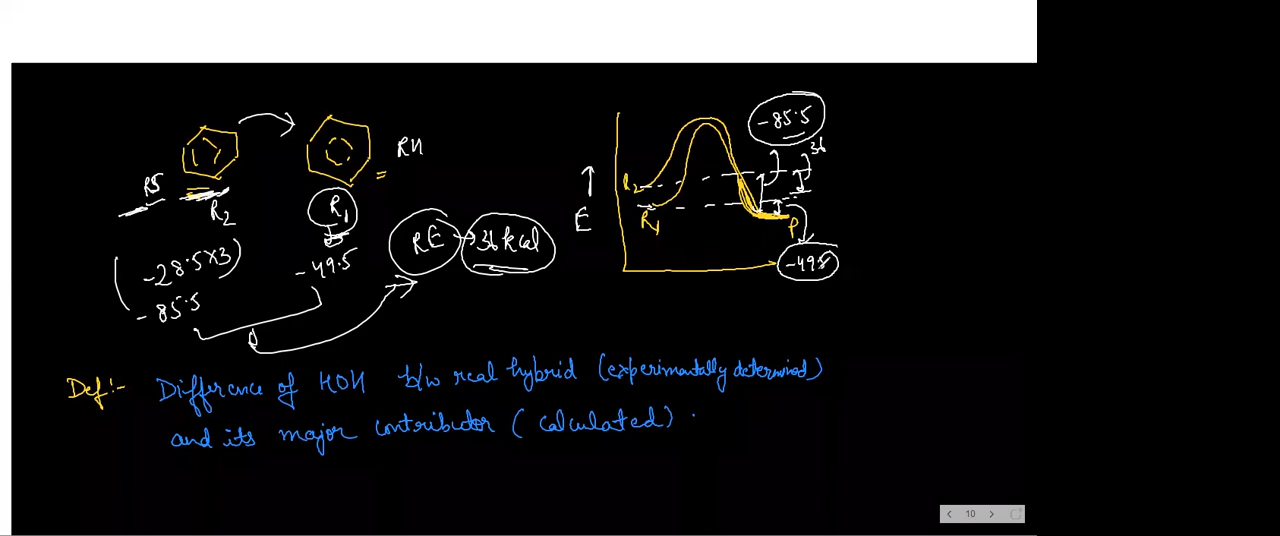 -85.5
36
RH
R2
RS
R2
R1
R1
E
P
RE → 36 kcal
-28.5×3)
-49.5
-49.5
-85.5
Def:- Difference of HOH b/w real hybrid (experimentally determined)
and its major contributor (calculated).
10